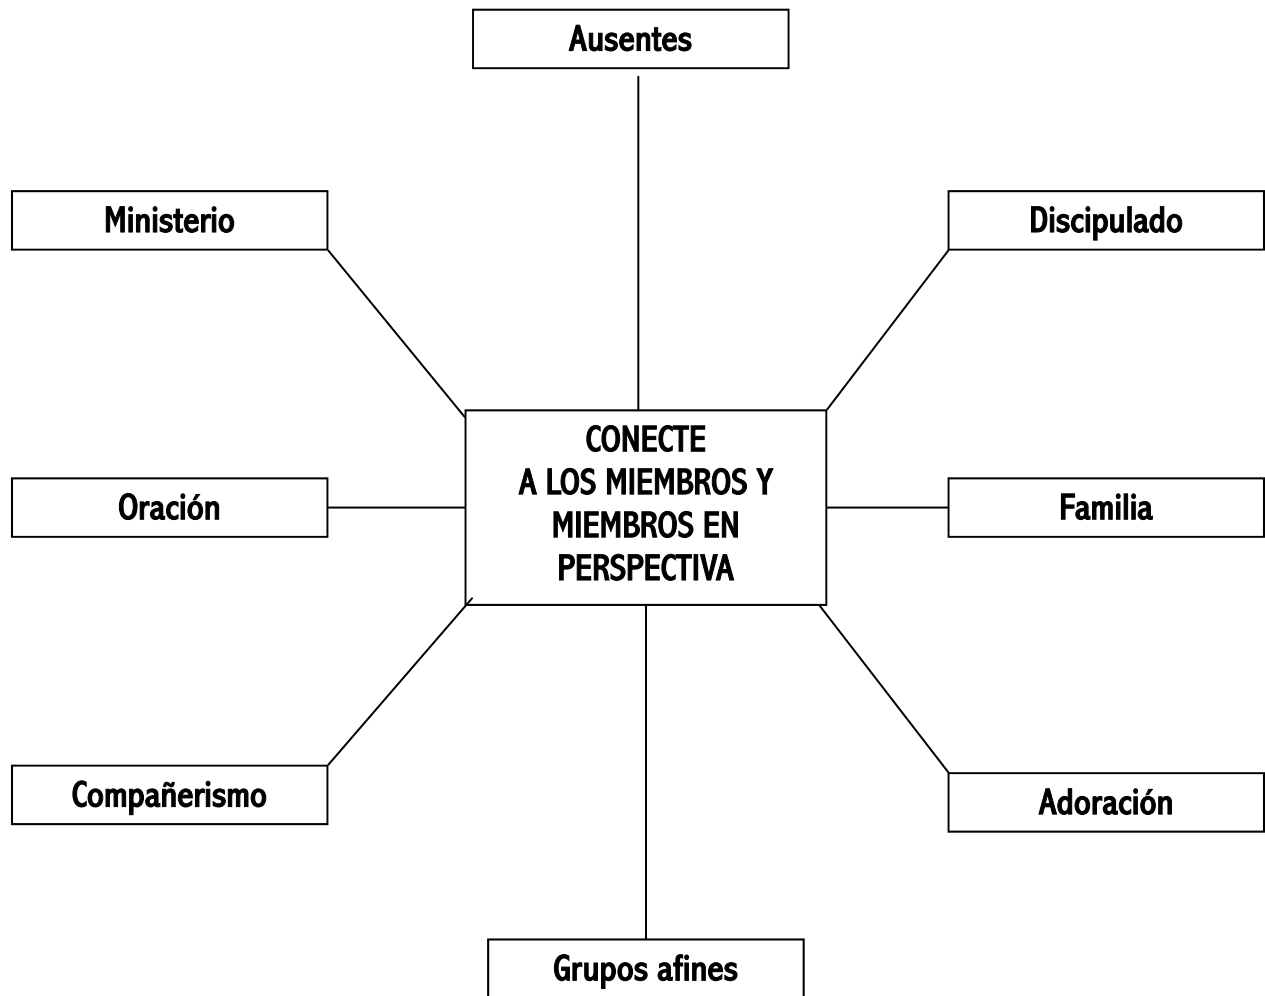 Ausentes
Ministerio
Discipulado
CONECTE
A LOS MIEMBROS Y
MIEMBROS EN
PERSPECTIVA
Oración
Familia
Compañerismo
Adoración
Grupos afines